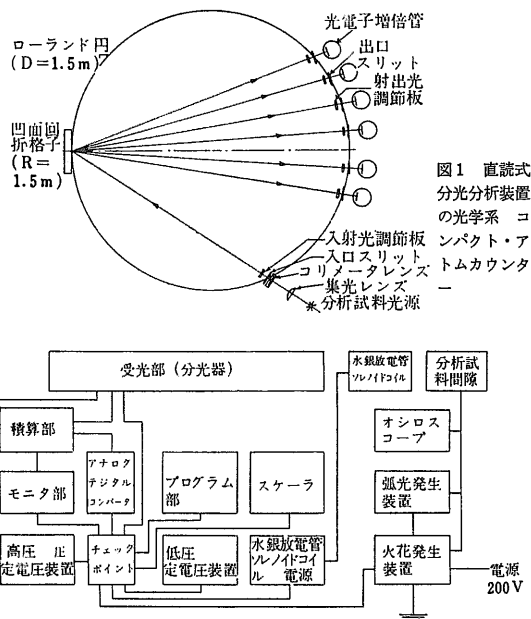 ローランド円
(D=1.5m)
凹面回
折格子
(R=
1.5m)
光電子増倍管
出口
スリット
射出光
調節板
図1 直読式
分光分析装置
の光学系 コ
ンパクト・ア
トムカウンタ
ー
入射光調節板
入口スリット
コリメータレンズ
集光レンズ
分析試料光源
受光部(分光器)
水銀放電管
ソレノイドコイル
分析試
料間隙
積算部
アナログ
デジタル
コンバータ
プログラム
部
スケーラ
オシロス
コープ
モニタ部
弧光発生
装置
高圧 圧
定電圧装置
チェック
ポイント
低圧
定電圧装置
水銀放電管
ソレノイドコイ
ル
電源
火花発生
装置
電源
200V